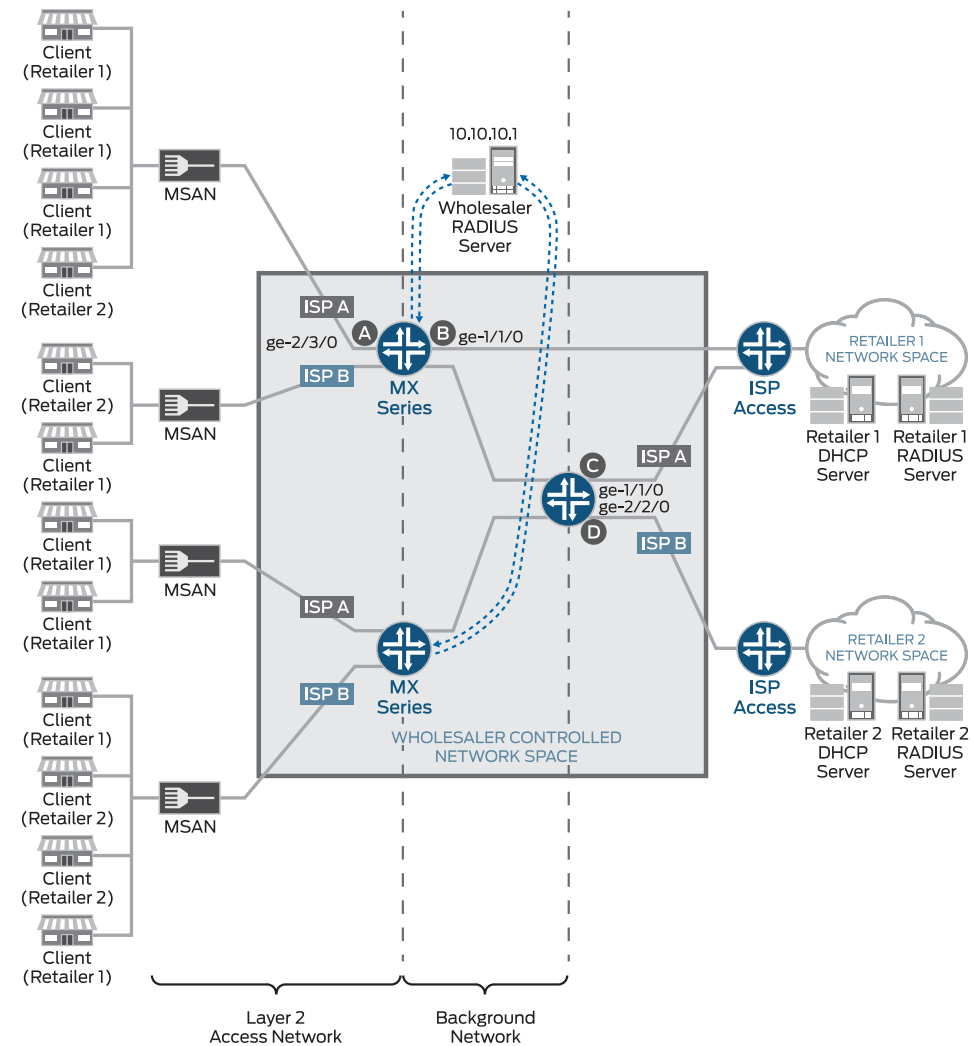 Client
(Retailer 1)
Client
(Retailer 1)
Client
(Retailer 1)
Client
(Retailer 2)
MSAN
Client
(Retailer 2)
Client
(Retailer 1)
MSAN
Client
(Retailer 1)
Client
(Retailer 1)
MSAN
Client
(Retailer 1)
Client
(Retailer 2)
Client
(Retailer 2)
Client
(Retailer 1)
MSAN
10.10.10.1
Wholesaler
RADIUS
Server
ISP A
A
B
ge-2/3/0
ge-1/1/0
ISP B
MX
Series
C
ge-1/1/0
ge-2/2/0
D
ISP A
ISP B
ISP A
ISP B
MX
Series
WHOLESALER CONTROLLED
NETWORK SPACE
ISP
Access
RETAILER 1
NETWORK SPACE
Retailer 1
DHCP
Server
Retailer 1
RADIUS
Server
ISP
Access
RETAILER 2
NETWORK SPACE
Retailer 2
DHCP
Server
Retailer 2
RADIUS
Server
Layer 2
Access Network
Background
Network